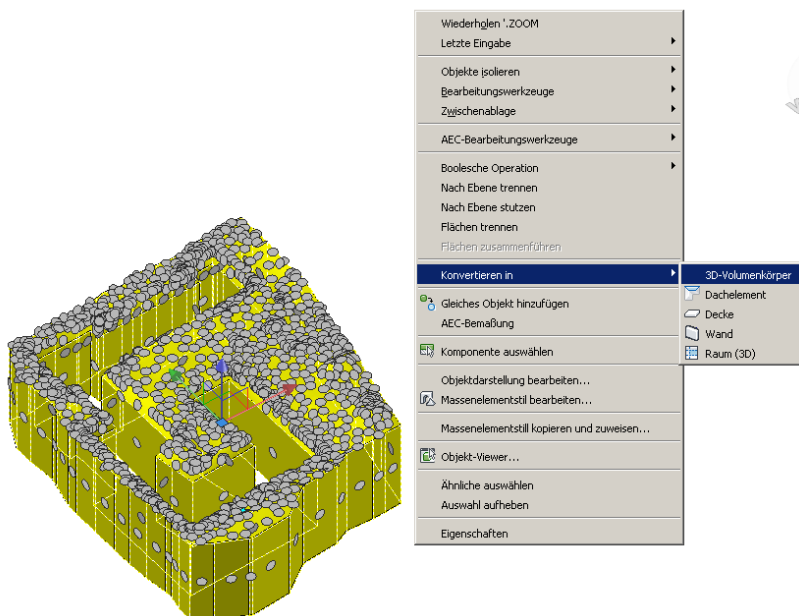 Wiederholen '.ZOOM
Letzte Eingabe
Objekte isolieren
Bearbeitungswerkzeuge
Zwischenablage
AEC-Bearbeitungswerkzeuge
Boolesche Operation
Nach Ebene trennen
Nach Ebene stutzen
Flächen trennen
Flächen zusammenführen
Konvertieren in
3D-Volumenkörper
Dachelement
Decke
Wand
Raum (3D)
Gleiches Objekt hinzufügen
AEC-Bemaßung
Komponente auswählen
Objektdarstellung bearbeiten...
Massenelementstil bearbeiten...
Massenelementstill kopieren und zuweisen...
Objekt-Viewer...
Ähnliche auswählen
Auswahl aufheben
Eigenschaften